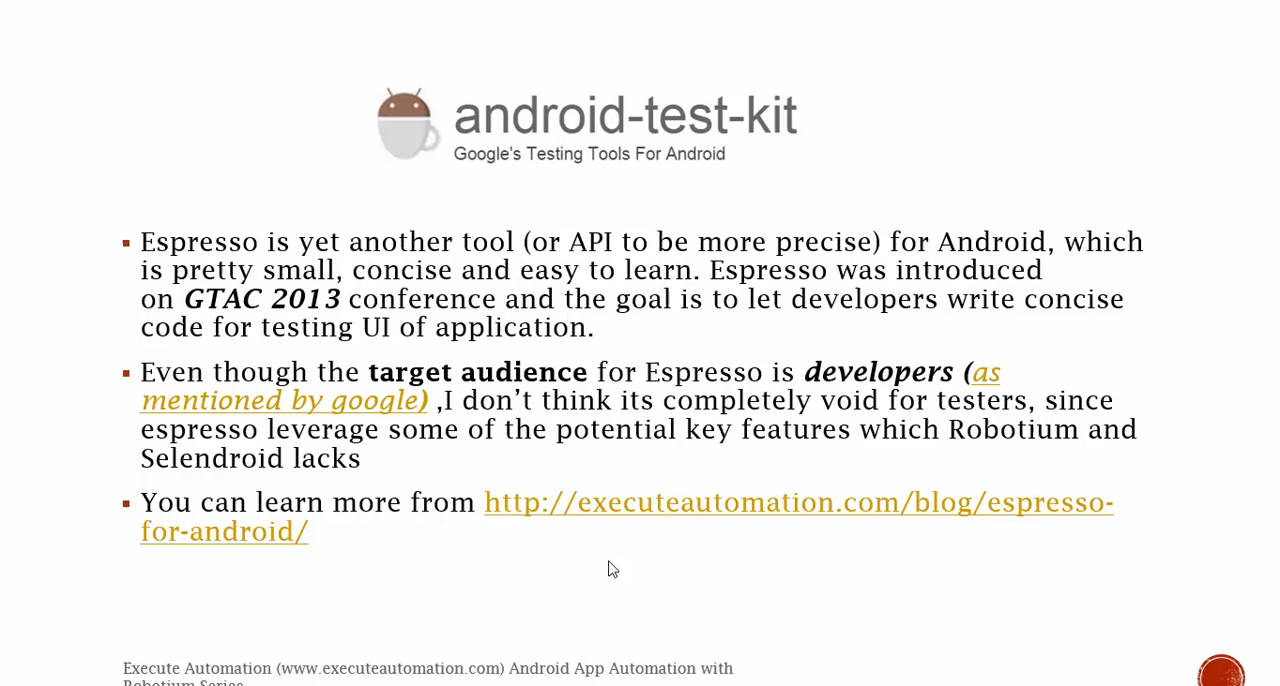 android-test-kit
Google's Testing Tools For Android
Espresso is yet another tool (or API to be more precise) for Android, which
is pretty small, concise and easy to learn. Espresso was introduced
on GTAC 2013 conference and the goal is to let developers write concise
code for testing UI of application.
Even though the target audience for Espresso is developers (as
mentioned by google) ,I don’t think its completely void for testers, since
espresso leverage some of the potential key features which Robotium and
Selendroid lacks
You can learn more from http://executeautomation.com/blog/espresso-
for-android/
Execute Automation (www.executeautomation.com) Android App Automation with
Robotium Series